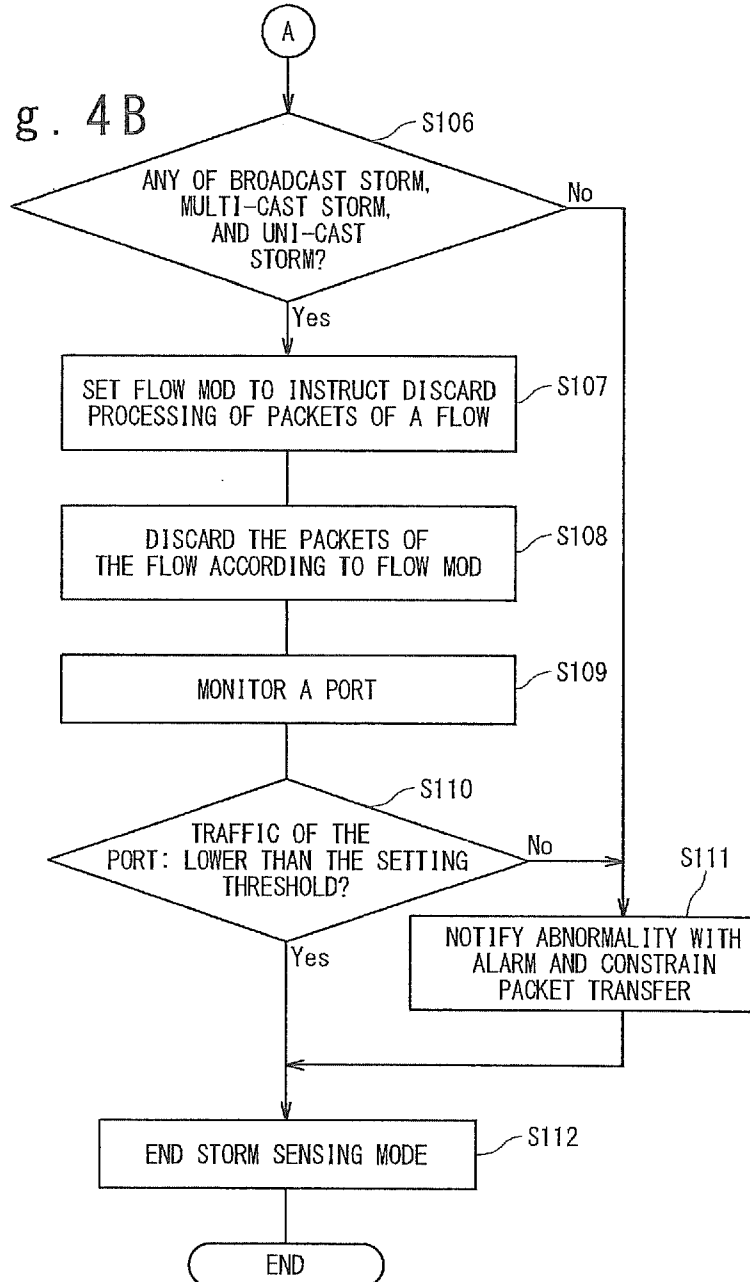 A
g. 4B
S106
ANY OF BROADCAST STORM,
MULTI-CAST STORM,
AND UNI-CAST
STORM?
No
Yes
SET FLOW MOD TO INSTRUCT DISCARD
PROCESSING OF PACKETS OF A FLOW
S107
DISCARD THE PACKETS OF
THE FLOW ACCORDING TO FLOW MOD
S108
MONITOR A PORT
S109
S110
TRAFFIC OF THE
PORT: LOWER THAN THE SETTING
THRESHOLD?
No
Yes
S111
NOTIFY ABNORMALITY WITH
ALARM AND CONSTRAIN
PACKET TRANSFER
END STORM SENSING MODE
S112
END